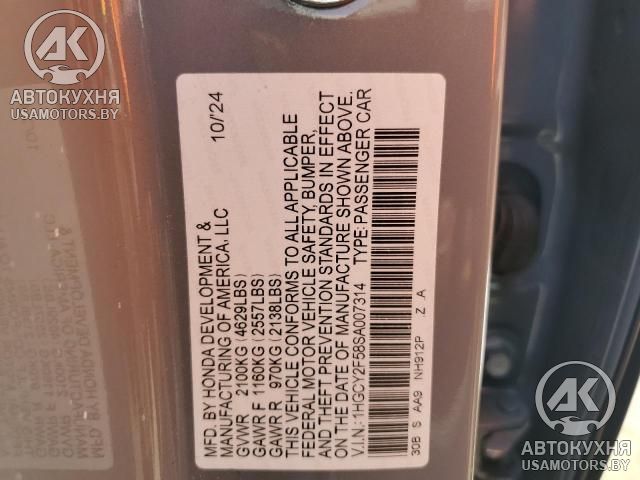 AK
АВТОКУХНЯ
USAMOTORS.BY
MFD. BY HONDA DEVELOPMENT &
MANUFACTURING OF AMERICA, LLC 10/'24
GVWR 2100KG (4629LBS)
GAWR F 1160KG (2557LBS)
GAWR R 970KG (2138LBS)
THIS VEHICLE CONFORMS TO ALL APPLICABLE
FEDERAL MOTOR VEHICLE SAFETY, BUMPER,
AND THEFT PREVENTION STANDARDS IN EFFECT
ON THE DATE OF MANUFACTURE SHOWN ABOVE.
V.I.N.: 1HGCY2F58SA007314 TYPE: PASSENGER CAR
30B S AA9 NH912P Z .A
AK
АВТОКУХНЯ
USAMOTORS.BY